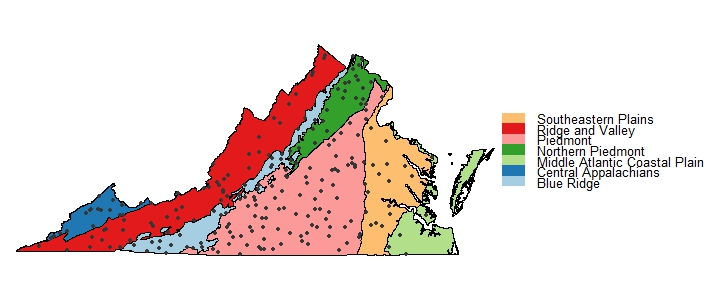 Southeastern Plains
Ridge and Valley
Piedmont
Northern Piedmont
Middle Atlantic Coastal Plain
Central Appalachians
Blue Ridge